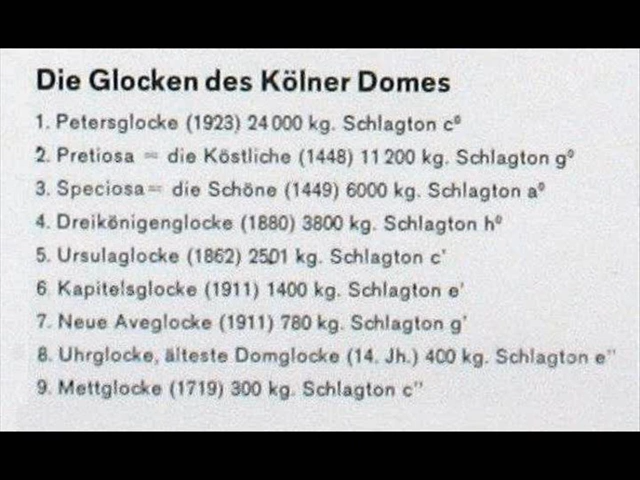 Die Glocken des Kölner Domes
1. Petersglocke (1923) 24 000 kg. Schlagton c⁰
2. Pretiosa = die Köstliche (1448) 11 200 kg. Schlagton g⁰
3. Speciosa = die Schöne (1449) 6000 kg. Schlagton a⁰
4. Dreikönigenglocke (1880) 3800 kg. Schlagton h⁰
5. Ursulaglocke (1862) 2501 kg. Schlagton c'
6. Kapitelsglocke (1911) 1400 kg. Schlagton e'
7. Neue Aveglocke (1911) 780 kg. Schlagton g'
8. Uhrglocke, älteste Domglocke (14. Jh.) 400 kg. Schlagton e"
9. Mettglocke (1719) 300 kg. Schlagton c"